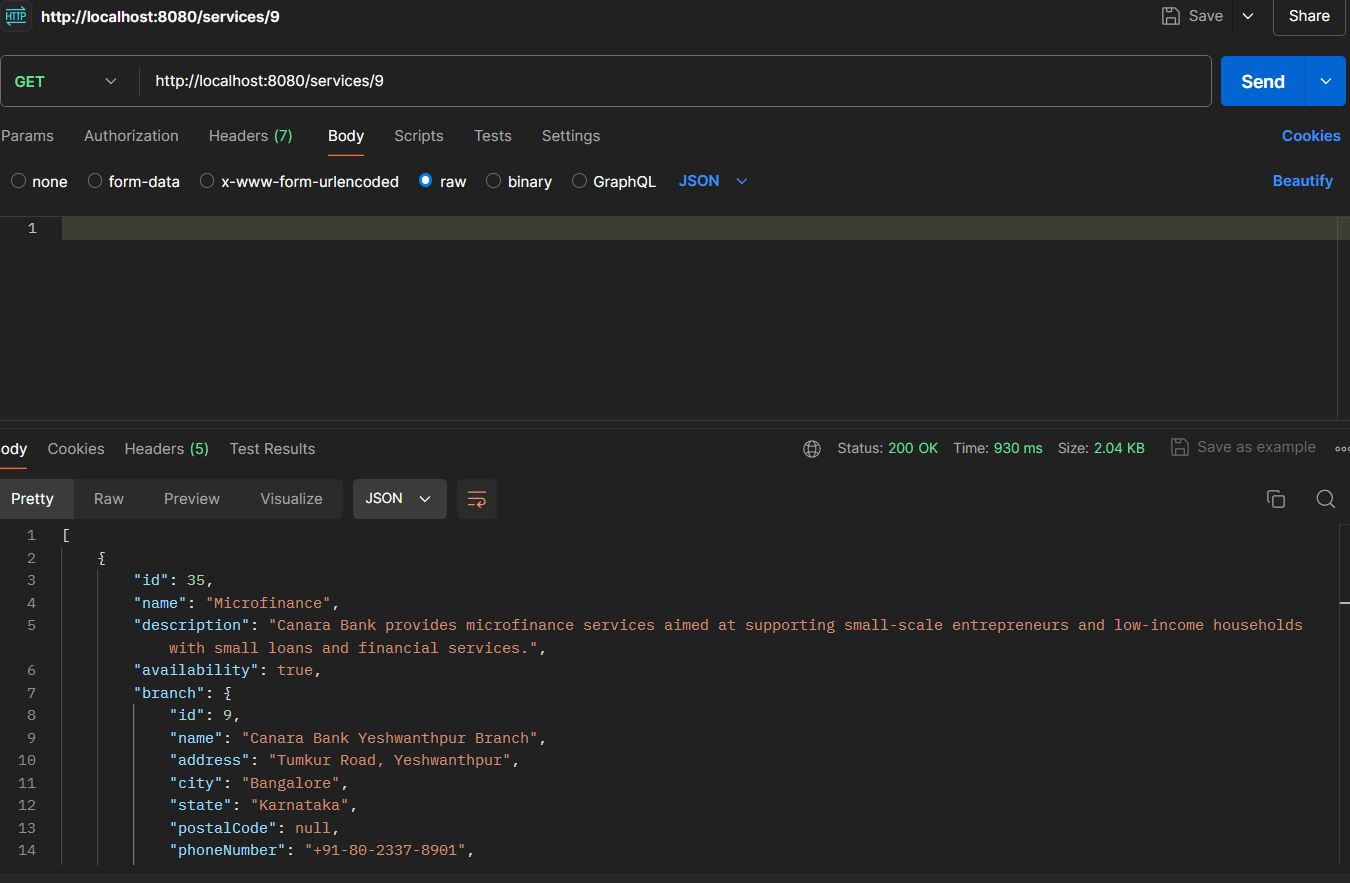 HTTP http://localhost:8080/services/9 Save Share
GET http://localhost:8080/services/9 Send
Params Authorization Headers (7) Body Scripts Tests Settings Cookies
none form-data x-www-form-urlencoded raw binary GraphQL JSON Beautify
1
ody Cookies Headers (5) Test Results Status: 200 OK Time: 930 ms Size: 2.04 KB Save as example
Pretty Raw Preview Visualize JSON
1 [
2 {
3 "id": 35,
4 "name": "Microfinance",
5 "description": "Canara Bank provides microfinance services aimed at supporting small-scale entrepreneurs and low-income households
with small loans and financial services.",
6 "availability": true,
7 "branch": {
8 "id": 9,
9 "name": "Canara Bank Yeshwanthpur Branch",
10 "address": "Tumkur Road, Yeshwanthpur",
11 "city": "Bangalore",
12 "state": "Karnataka",
13 "postalCode": null,
14 "phoneNumber": "+91-80-2337-8901",